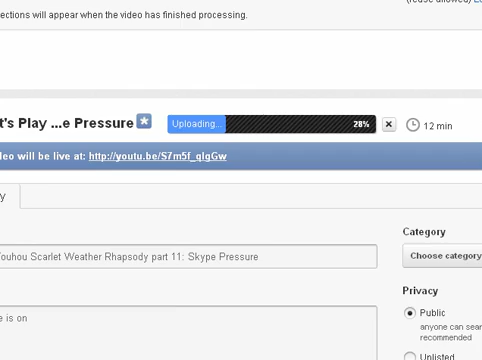 ections will appear when the video has finished processing.
t's Play ...e Pressure
Uploading...
28%
12 min
deo will be live at: http://youtu.be/S7m5f_qIgGw
y
Category
ouhou Scarlet Weather Rhapsody part 11: Skype Pressure
Choose category
Privacy
e is on
Public
anyone can sear
recommended
Unlisted